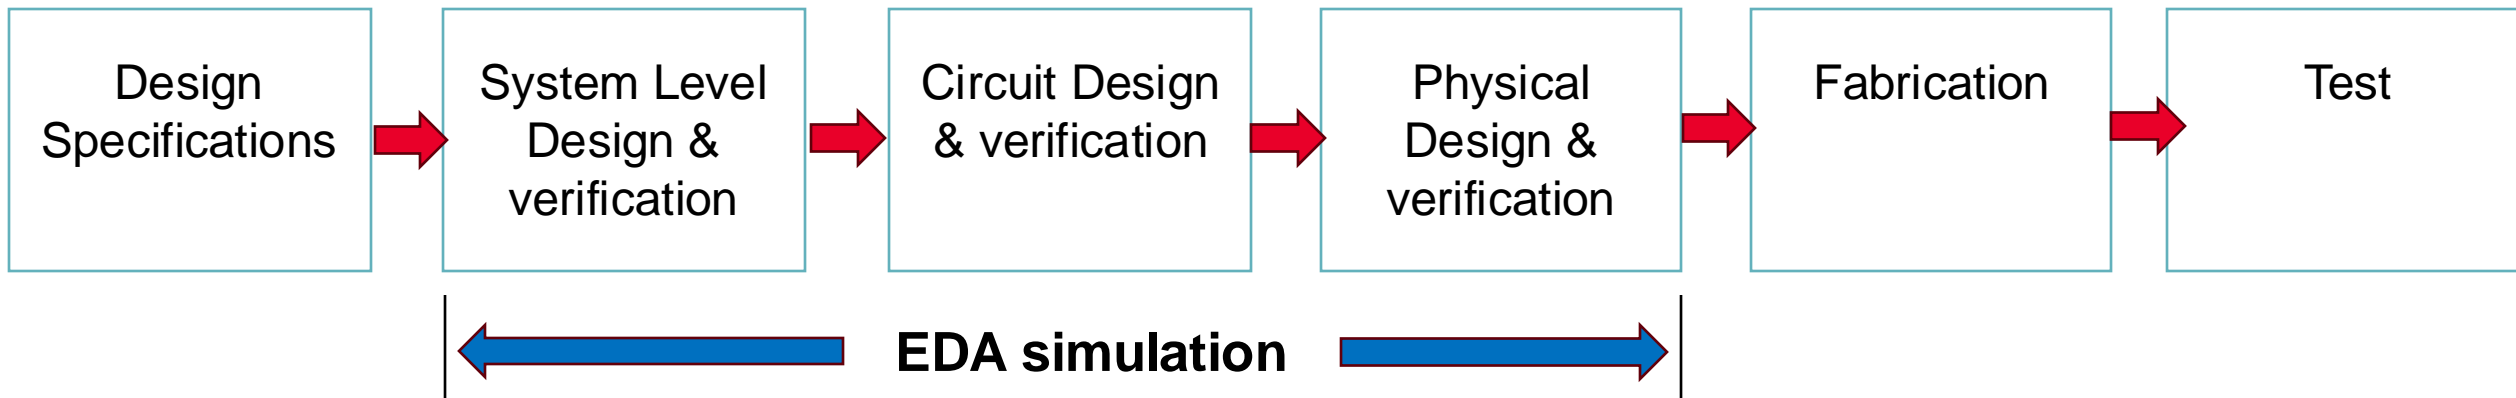 Design
Specifications
System Level
Design &
verification
Circuit Design
& verification
Physical
Design &
verification
Fabrication
Test
EDA simulation